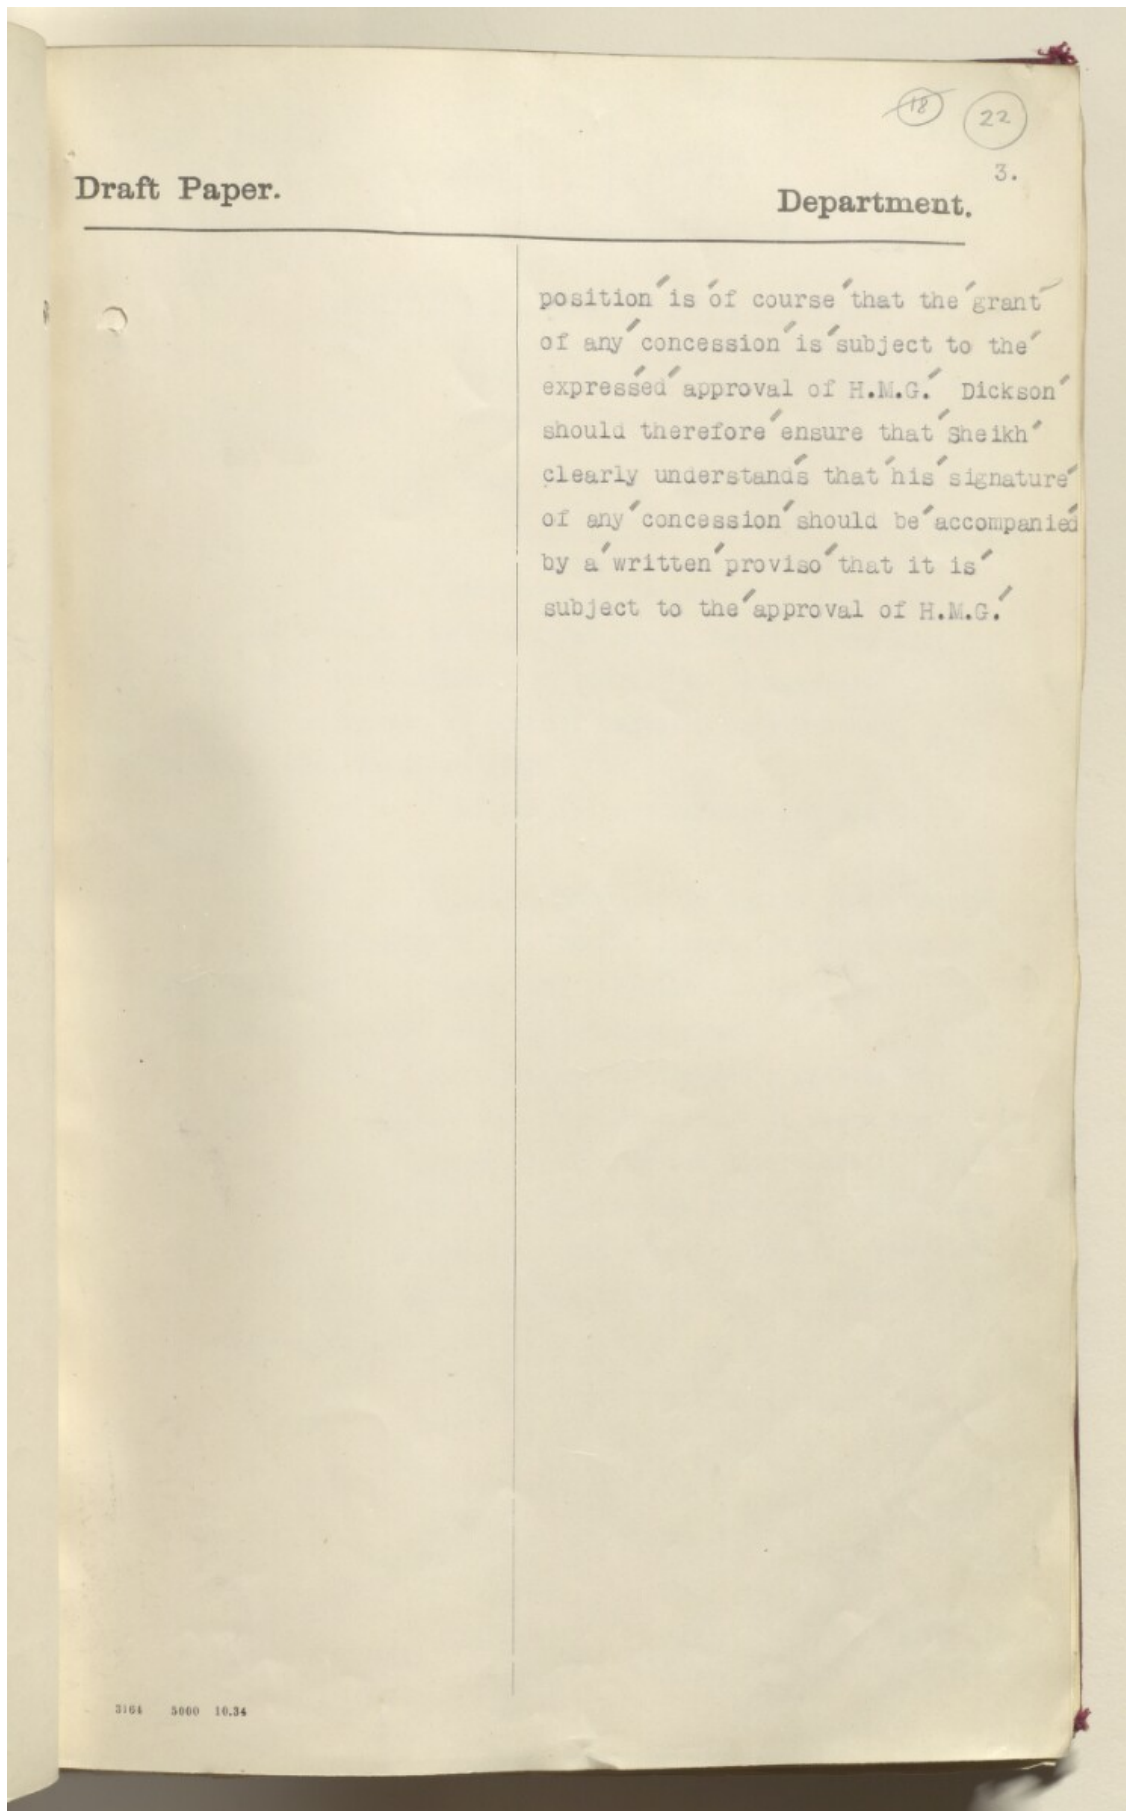 18 22
3.
Draft Paper.
Department.
position is of course that the grant
of any concession is subject to the
expressed approval of H.M.G. Dickson
should therefore ensure that Sheikh
clearly understands that his signature
of any concession should be accompanied
by a written proviso that it is
subject to the approval of H.M.G.
3164 5000 10.34